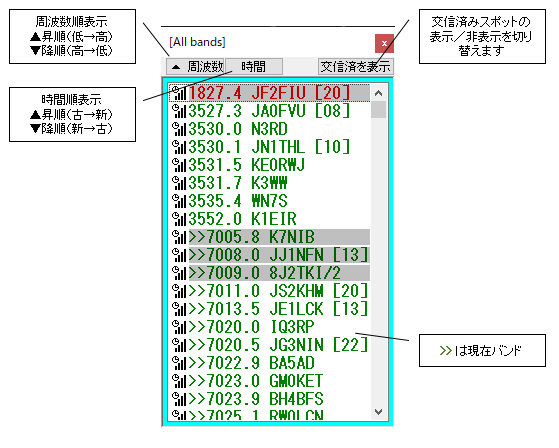 周波数順表示
▲昇順(低→高)
▼降順(高→低)
交信済みスポットの
表示／非表示を切り
替えます
[All bands]
x
▲ 周波数 時間 交信済を表示
時間順表示
▲昇順(古→新)
▼降順(新→古)
1827.4 JF2FIU [20]
3527.3 JA0FVU [08]
3530.0 N3RD
3530.1 JN1THL [10]
3531.5 KE0RWJ
3531.7 K3WW
3535.4 WN7S
3552.0 K1EIR
>>7005.8 K7NIB
>>7008.0 JJ1NFN [13]
>>7009.0 8J2TKI/2
>>7011.0 JS2KHM [20]
>>7013.5 JE1LCK [13]
>>7020.0 IQ3RP
>>7020.5 JG3NIN [22]
>>7022.9 BA5AD
>>7023.0 GM0KET
>>7023.9 BH4BFS
>>7025.1 RW0LCN
>>は現在バンド